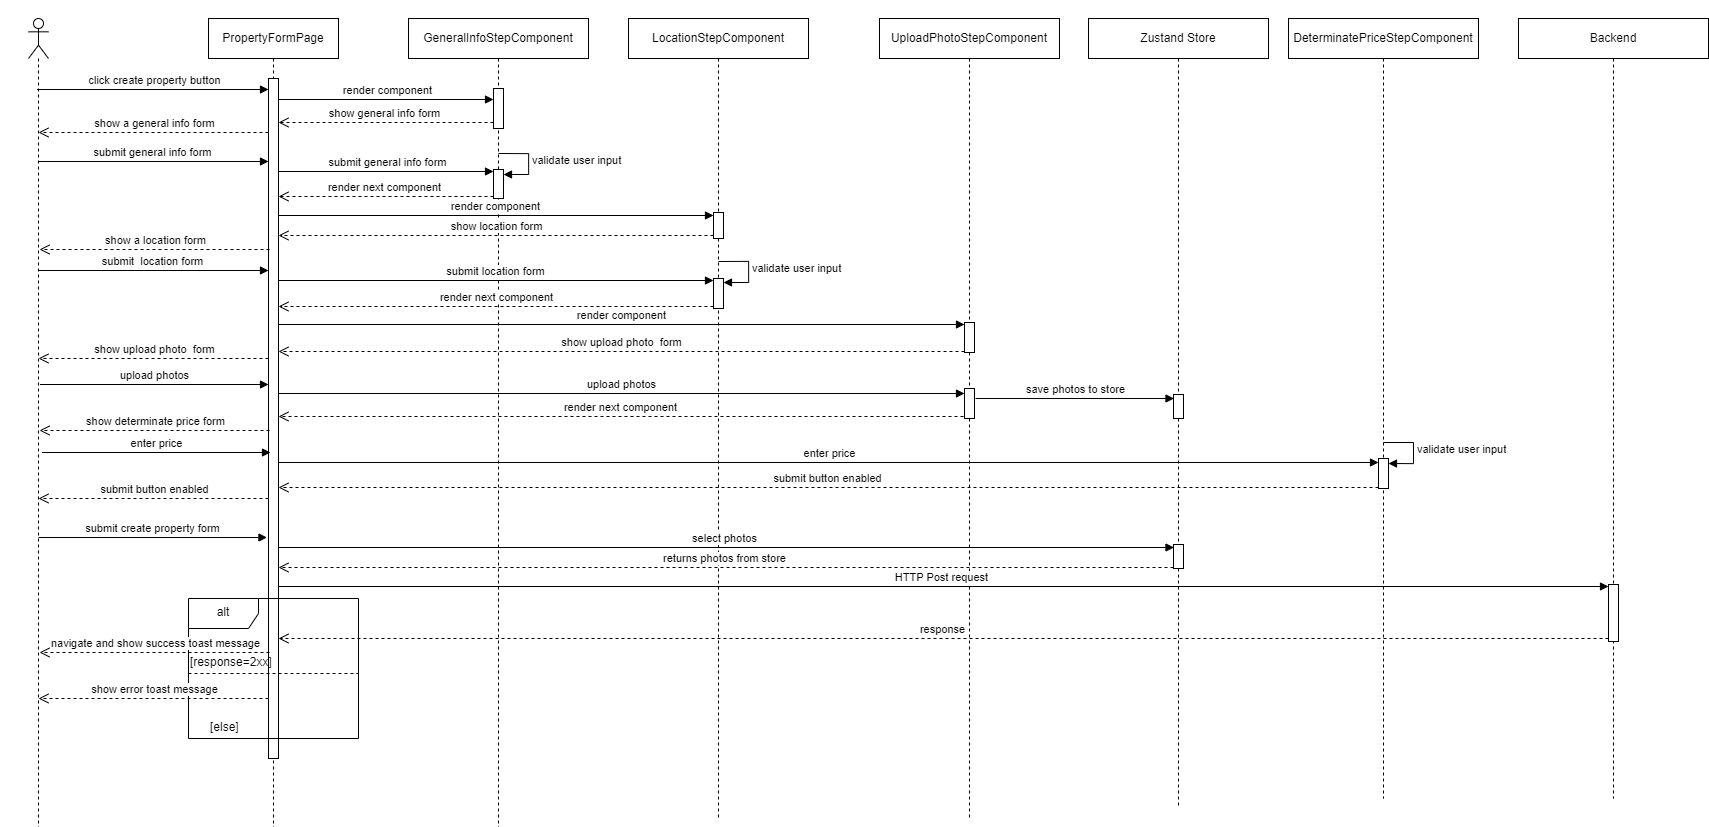 PropertyFormPage
GeneralInfoStepComponent
LocationStepComponent
UploadPhotoStepComponent
Zustand Store
DeterminatePriceStepComponent
Backend
click create property button
render component
show general info form
show a general info form
submit general info form
validate user input
submit general info form
render next component
render component
show location form
show a location form
submit  location form
validate user input
submit location form
render next component
render component
show upload photo  form
show upload photo  form
upload photos
upload photos
save photos to store
render next component
show determinate price form
enter price
validate user input
enter price
submit button enabled
submit button enabled
submit create property form
select photos
returns photos from store
HTTP Post request
alt
response
navigate and show success toast message
[response=2xx]
show error toast message
[else]